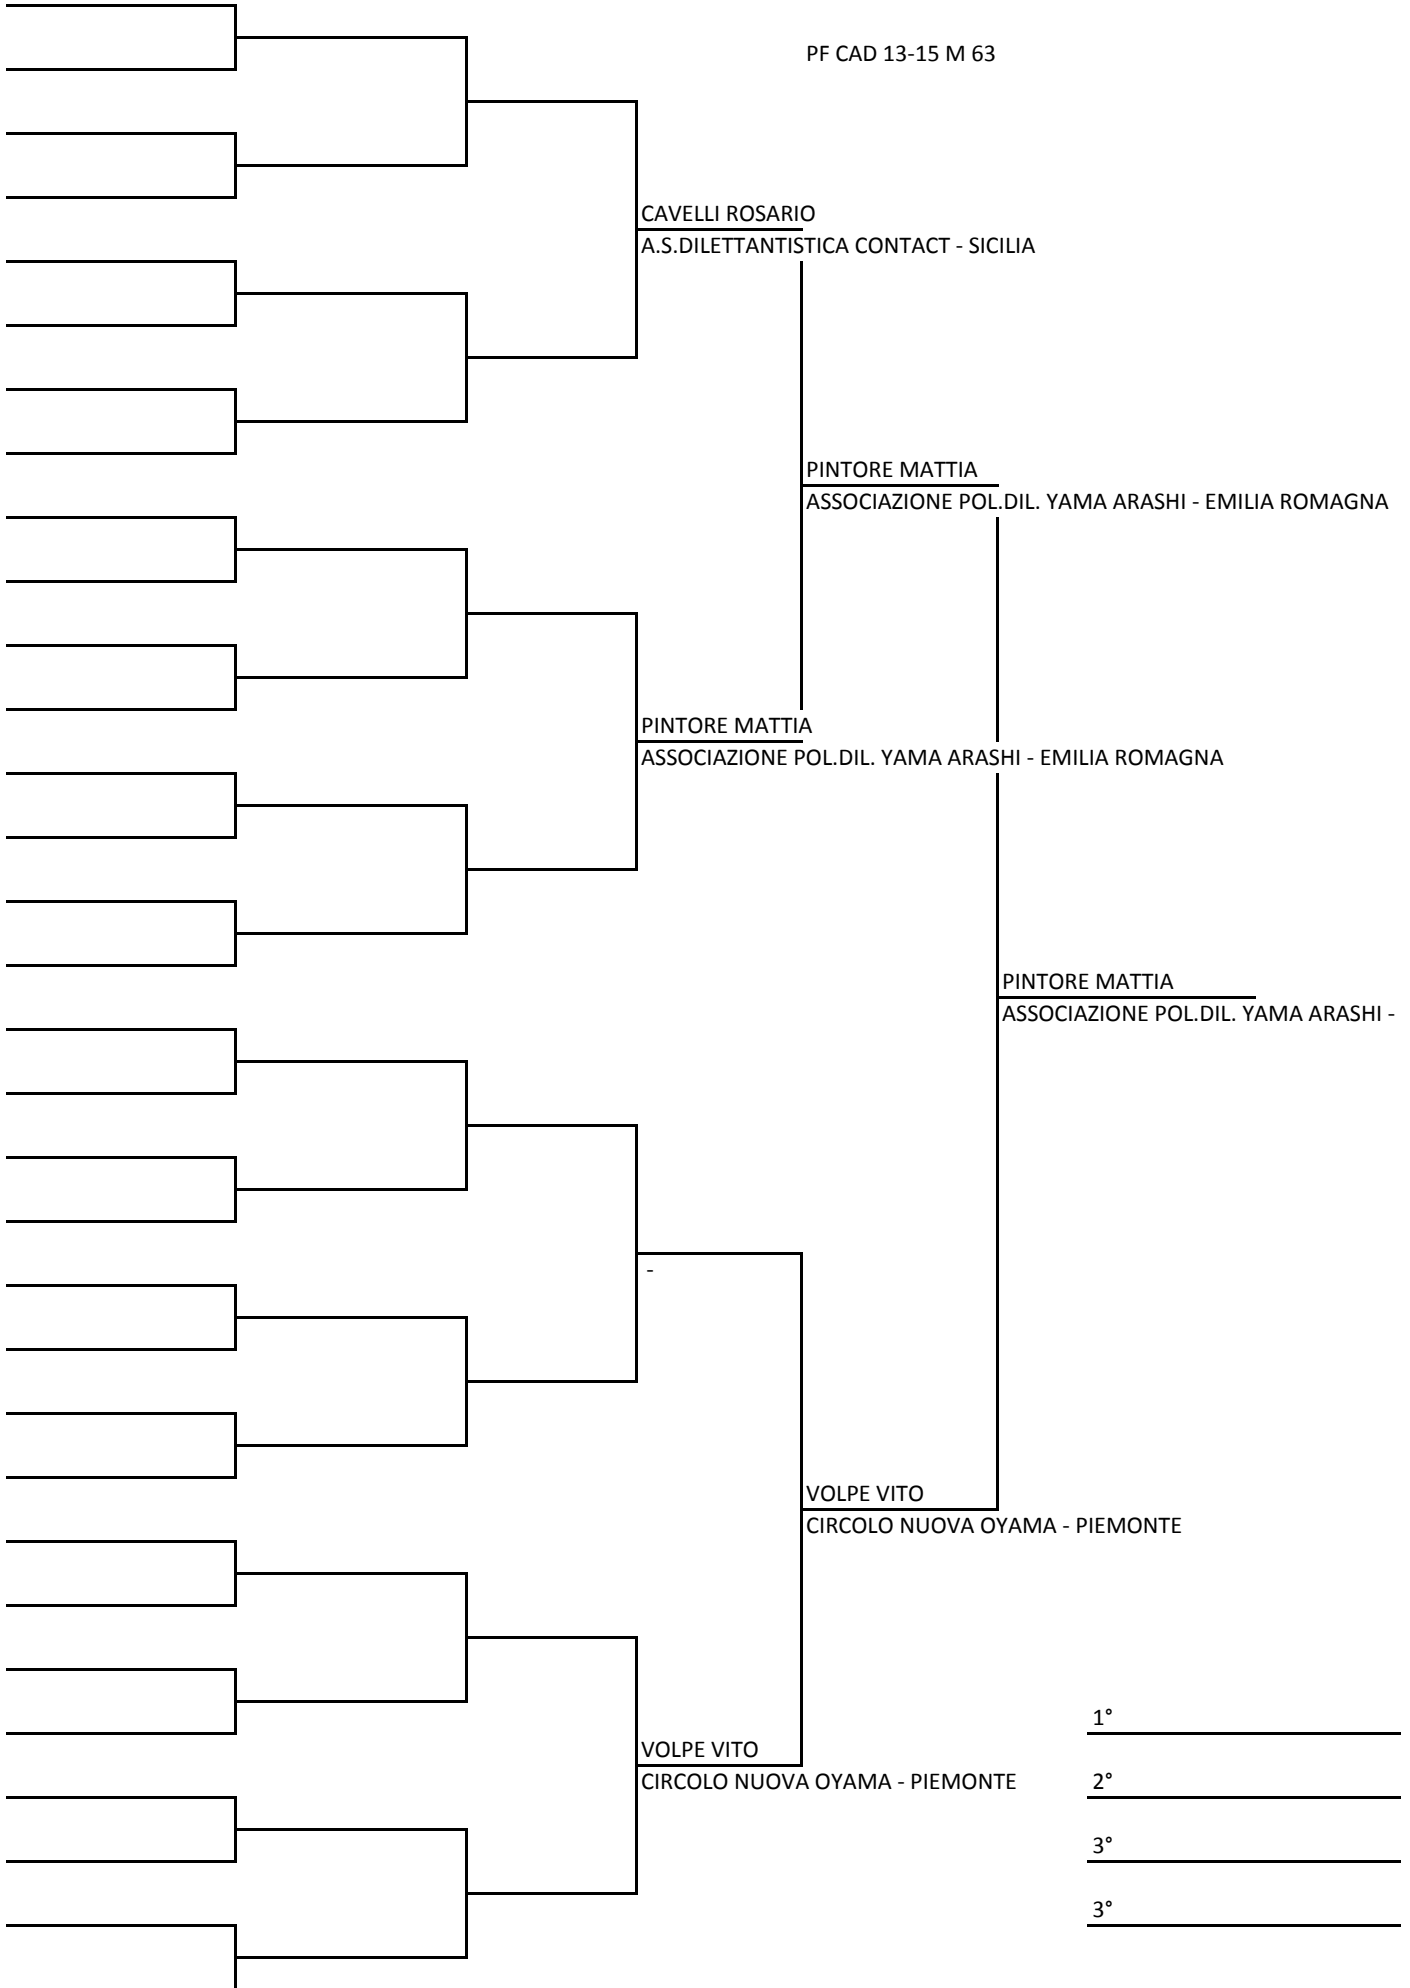 PF CAD 13-15 M 63
CAVELLI ROSARIO
A.S.DILETTANTISTICA CONTACT - SICILIA
PINTORE MATTIA
ASSOCIAZIONE POL.DIL. YAMA ARASHI - EMILIA ROMAGNA
PINTORE MATTIA
ASSOCIAZIONE POL.DIL. YAMA ARASHI - EMILIA ROMAGNA
PINTORE MATTIA
ASSOCIAZIONE POL.DIL. YAMA ARASHI -
-
VOLPE VITO
CIRCOLO NUOVA OYAMA - PIEMONTE
1°
VOLPE VITO
CIRCOLO NUOVA OYAMA - PIEMONTE
2°
3°
3°